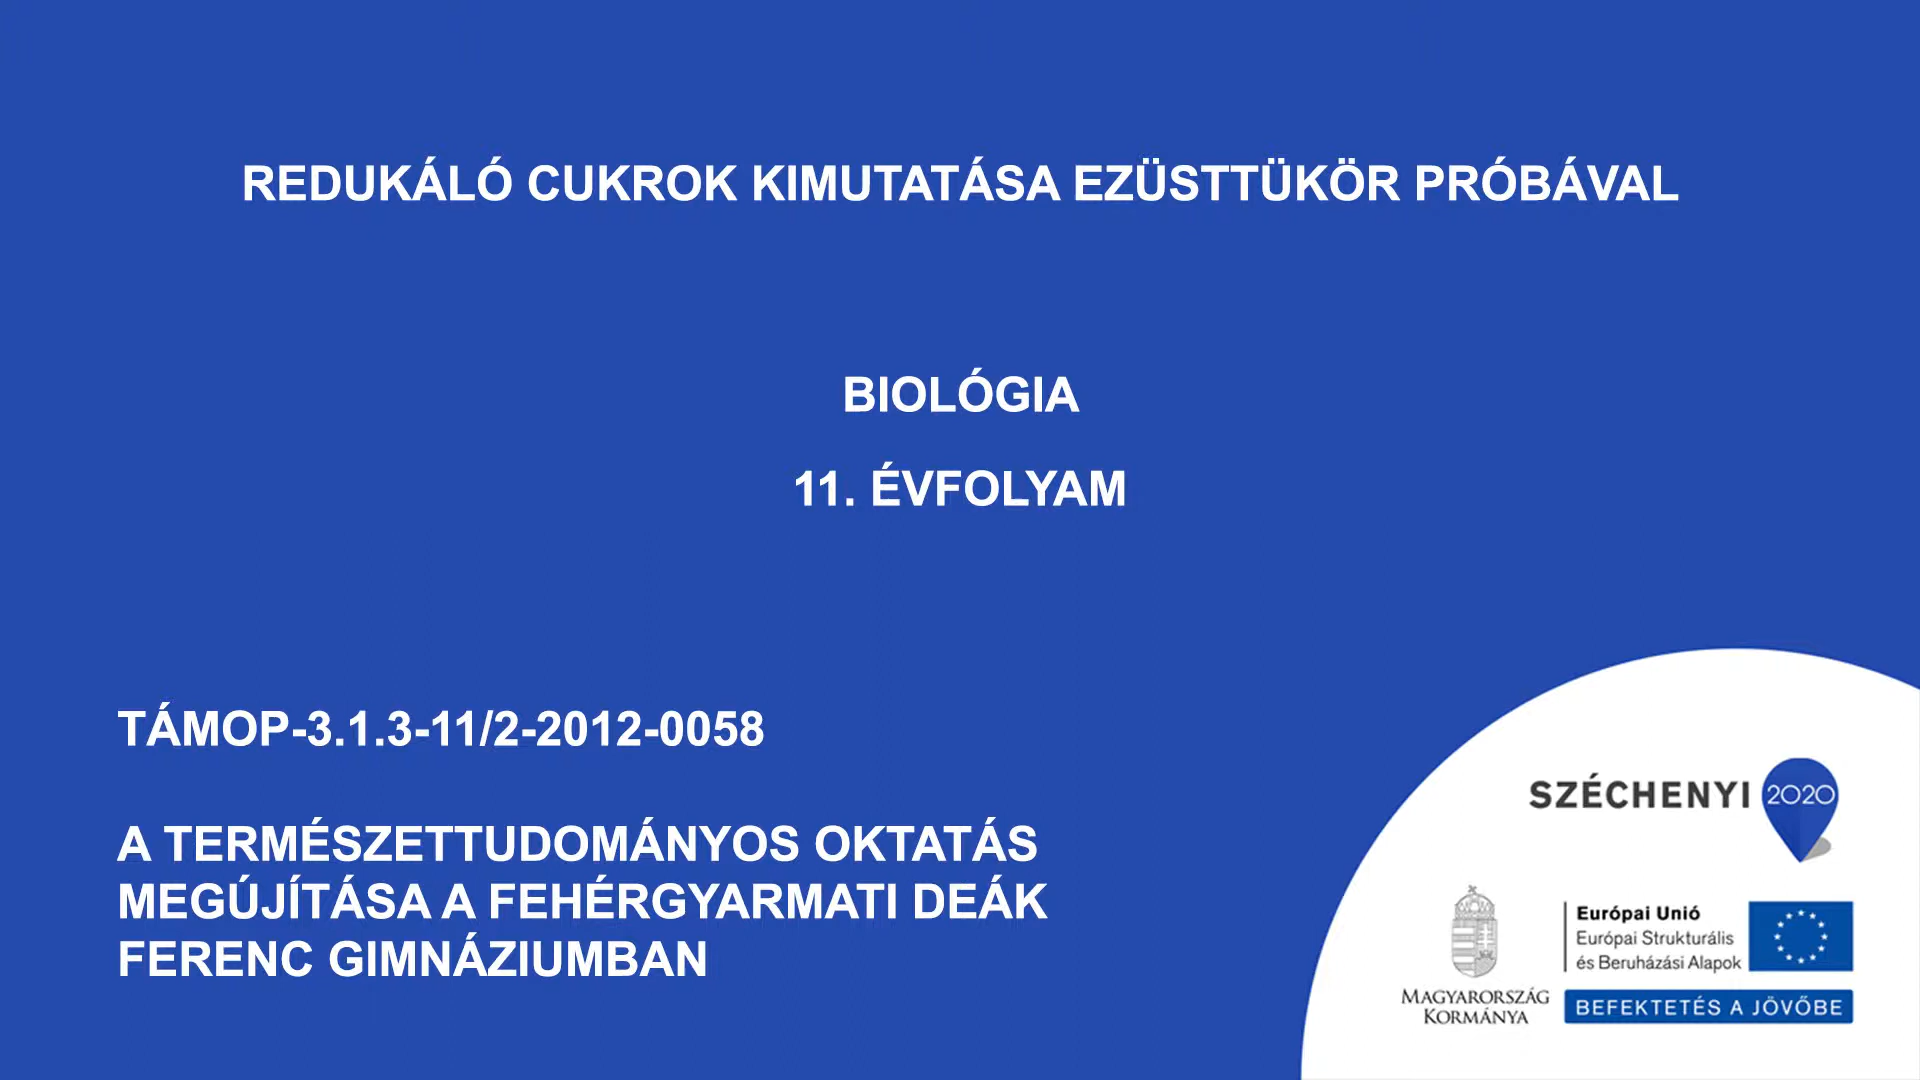 REDUKÁLÓ CUKROK KIMUTATÁSA EZÜSTTÜKÖR PRÓBÁVAL
BIOLÓGIA
11. ÉVFOLYAM
TÁMOP-3.1.3-11/2-2012-0058
A TERMÉSZETTUDOMÁNYOS OKTATÁS
MEGÚJÍTÁSA A FEHÉRGYARMATI DEÁK
FERENC GIMNÁZIUMBAN
SZÉCHENYI 2020
MAGYARORSZÁG
KORMÁNYA
Európai Unió
Európai Strukturális
és Beruházási Alapok
BEFEKTETÉS A JÖVŐBE